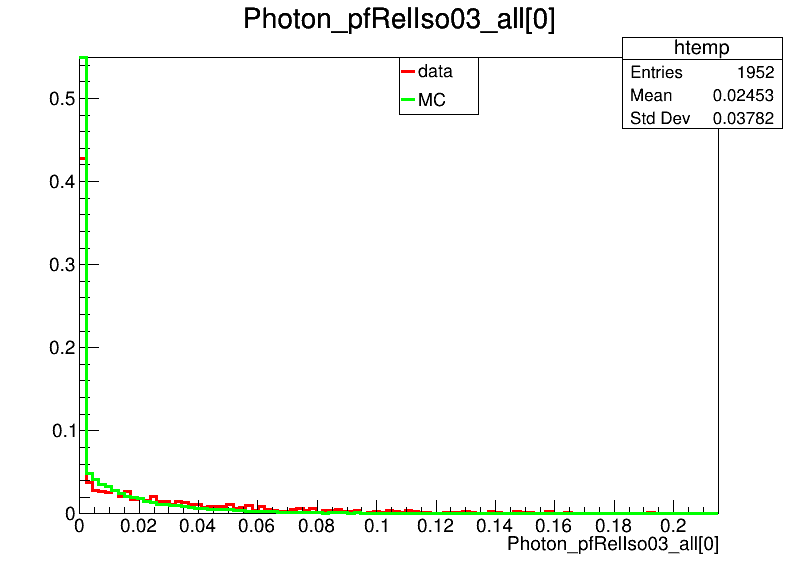 Photon_pfRelIso03_all[0]
htemp
Entries 1952
Mean 0.02453
Std Dev 0.03782
data
MC
0.5
0.4
0.3
0.2
0.1
0
0 0.02 0.04 0.06 0.08 0.1 0.12 0.14 0.16 0.18 0.2
Photon_pfRelIso03_all[0]